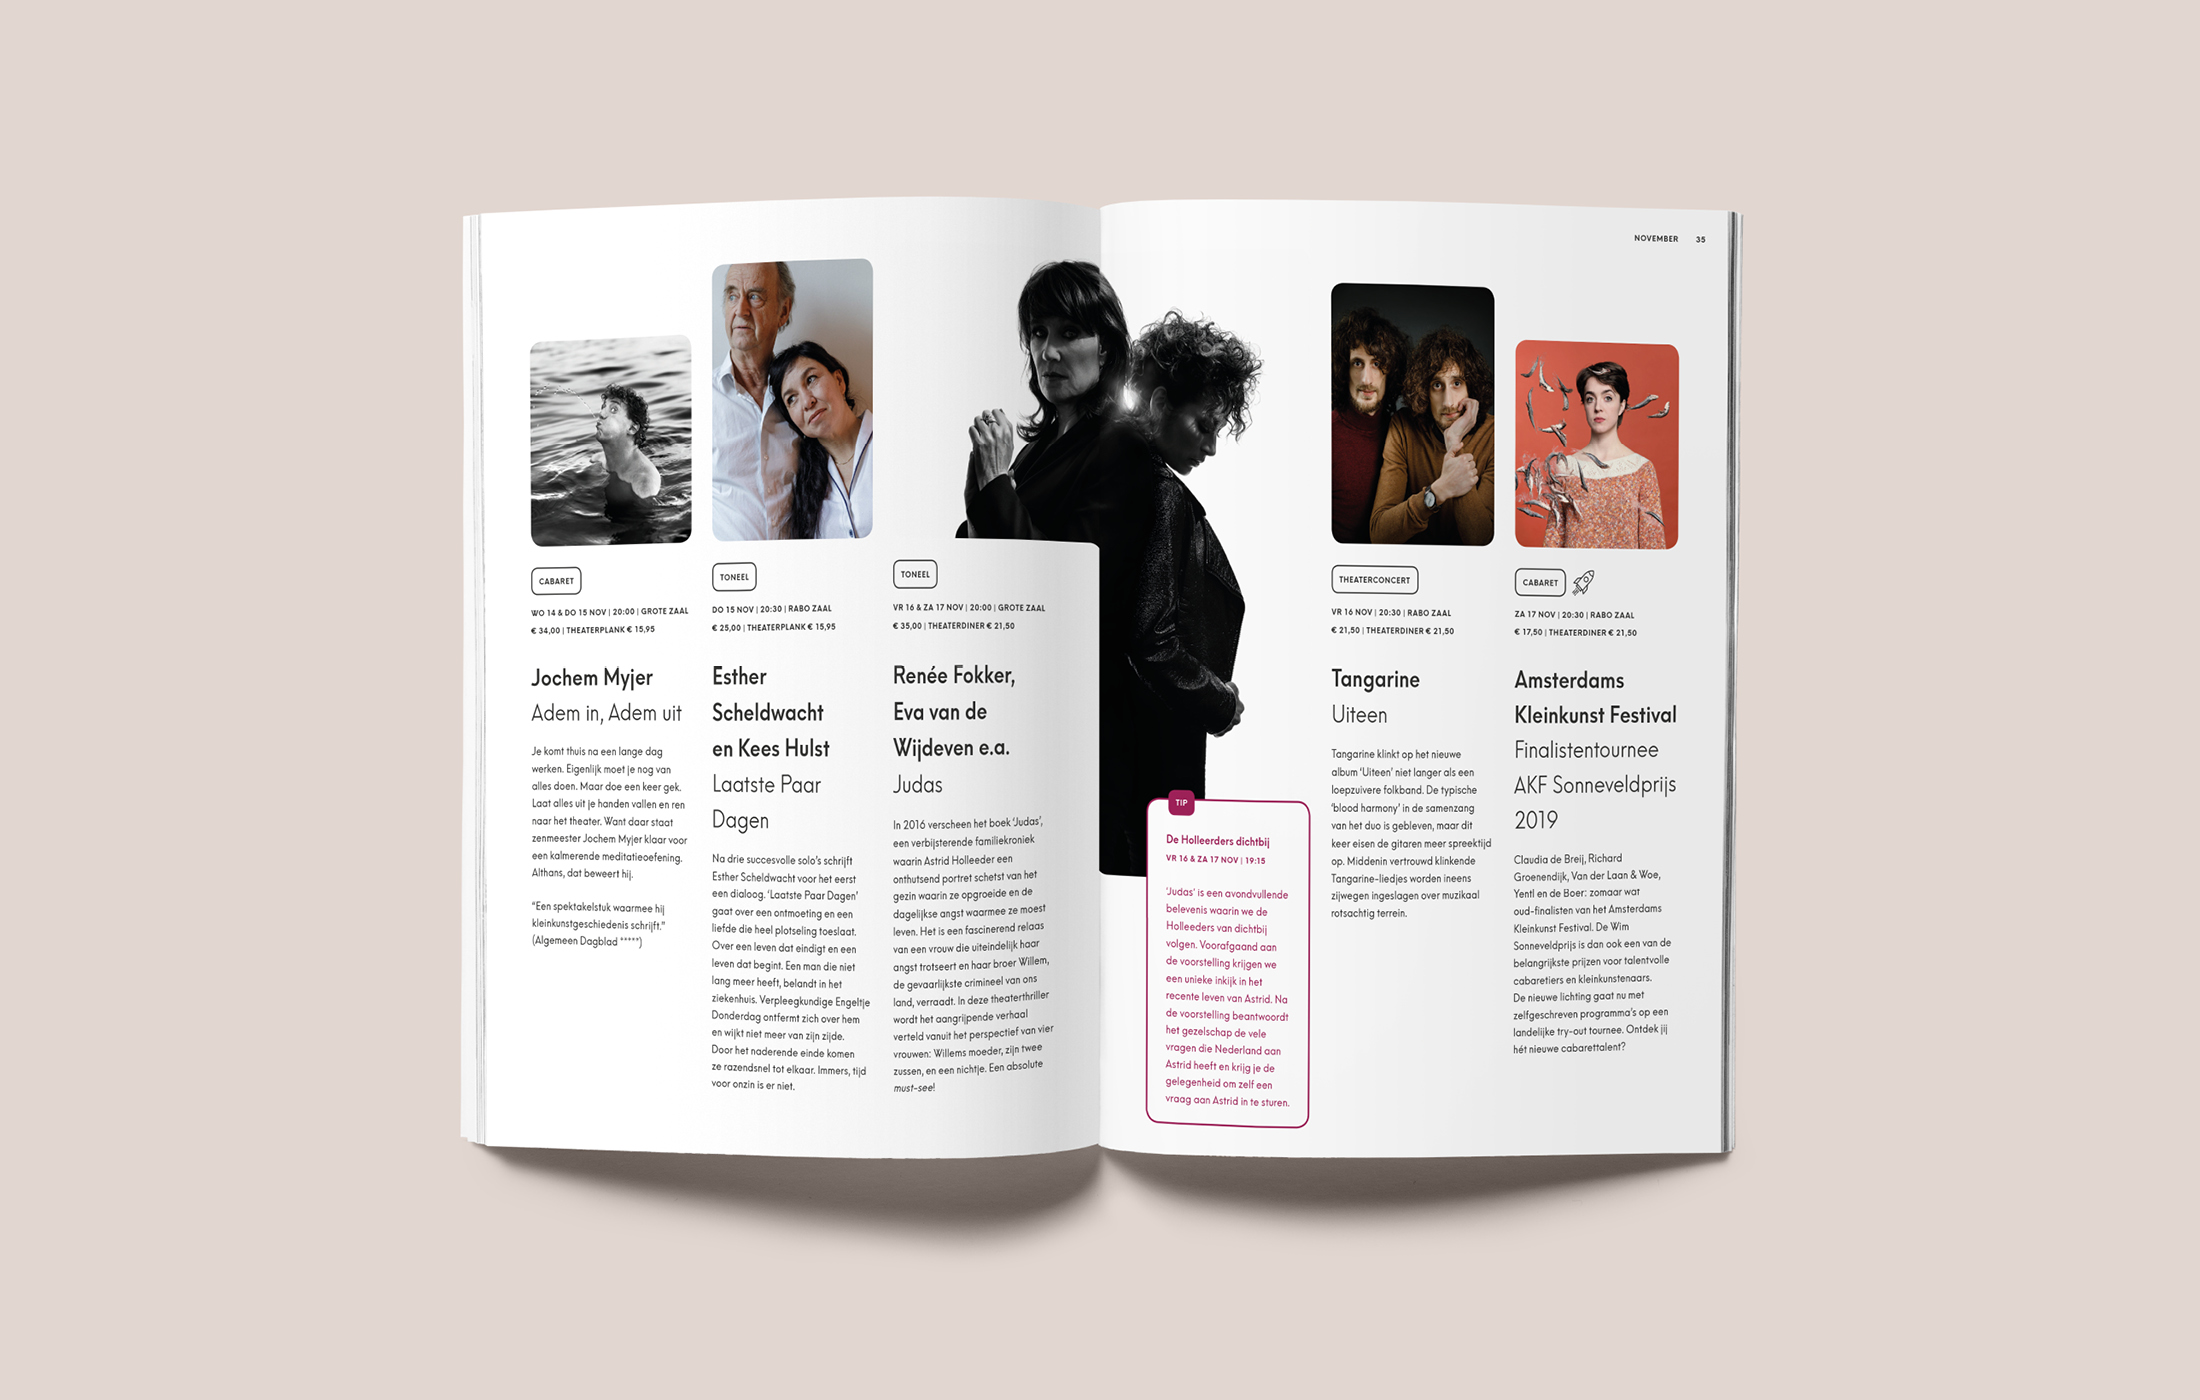 NOVEMBER 35
CABARET
WO 14 & DO 15 NOV | 20:00 | GROTE ZAAL
€ 34,00 | THEATERPLANK € 15,95
Jochem Myjer
Adem in, Adem uit
Je komt thuis na een lange dag
werken. Eigenlijk moet je nog van
alles doen. Maar doe een keer gek.
Laat alles uit je handen vallen en ren
naar het theater. Want daar staat
zenmeester Jochem Myjer klaar voor
een kalmerende meditatieoefening.
Althans, dat beweert hij.
“Een spektakelstuk waarmee hij
kleinkunstgeschiedenis schrijft.”
(Algemeen Dagblad *****)
TONEEL
DO 15 NOV | 20:30 | RABO ZAAL
€ 25,00 | THEATERPLANK € 15,95
Esther
Scheldwacht
en Kees Hulst
Laatste Paar
Dagen
Na drie succesvolle solo’s schrijft
Esther Scheldwacht voor het eerst
een dialoog. ‘Laatste Paar Dagen’
gaat over een ontmoeting en een
liefde die heel plotseling toeslaat.
Over een leven dat eindigt en een
leven dat begint. Een man die niet
lang meer heeft, belandt in het
ziekenhuis. Verpleegkundige Engeltje
Donderdag ontfermt zich over hem
en wijkt niet meer van zijn zijde.
Door het naderende einde komen
ze razendsnel tot elkaar. Immers, tijd
voor onzin is er niet.
TONEEL
VR 16 & ZA 17 NOV | 20:00 | GROTE ZAAL
€ 35,00 | THEATERDINER € 21,50
Renée Fokker,
Eva van de
Wijdeven e.a.
Judas
In 2016 verscheen het boek ‘Judas’,
een verbijsterende familiekroniek
waarin Astrid Holleeder een
onthutsend portret schetst van het
gezin waarin ze opgroeide en de
dagelijkse angst waarmee ze moest
leven. Het is een fascinerend relaas
van een vrouw die uiteindelijk haar
angst trotseert en haar broer Willem,
de gevaarlijkste crimineel van ons
land, verraadt. In deze theaterthriller
wordt het aangrijpende verhaal
verteld vanuit het perspectief van vier
vrouwen: Willems moeder, zijn twee
zussen, en een nichtje. Een absolute
must-see!
TIP
De Holleerders dichtbij
VR 16 & ZA 17 NOV | 19:15
‘Judas’ is een avondvullende
belevenis waarin we de
Holleeders van dichtbij
volgen. Voorafgaand aan
de voorstelling krijgen we
een unieke inkijk in het
recente leven van Astrid. Na
de voorstelling beantwoordt
het gezelschap de vele
vragen die Nederland aan
Astrid heeft en krijg je de
gelegenheid om zelf een
vraag aan Astrid in te sturen.
THEATERCONCERT
VR 16 NOV | 20:30 | RABO ZAAL
€ 21,50 | THEATERDINER € 21,50
Tangarine
Uiteen
Tangarine klinkt op het nieuwe
album ‘Uiteen’ niet langer als een
loepzuivere folkband. De typische
‘blood harmony’ in de samenzang
van het duo is gebleven, maar dit
keer eisen de gitaren meer spreektijd
op. Middenin vertrouwd klinkende
Tangarine-liedjes worden ineens
zijwegen ingeslagen over muzikaal
rotsachtig terrein.
CABARET
ZA 17 NOV | 20:30 | RABO ZAAL
€ 17,50 | THEATERDINER € 21,50
Amsterdams
Kleinkunst Festival
Finalistentournee
AKF Sonneveldprijs
2019
Claudia de Breij, Richard
Groenendijk, Van der Laan & Woe,
Yentl en de Boer: zomaar wat
oud-finalisten van het Amsterdams
Kleinkunst Festival. De Wim
Sonneveldprijs is dan ook een van de
belangrijkste prijzen voor talentvolle
cabaretiers en kleinkunstenaars.
De nieuwe lichting gaat nu met
zelfgeschreven programma’s op een
landelijke try-out tournee. Ontdek jij
hét nieuwe cabarettalent?